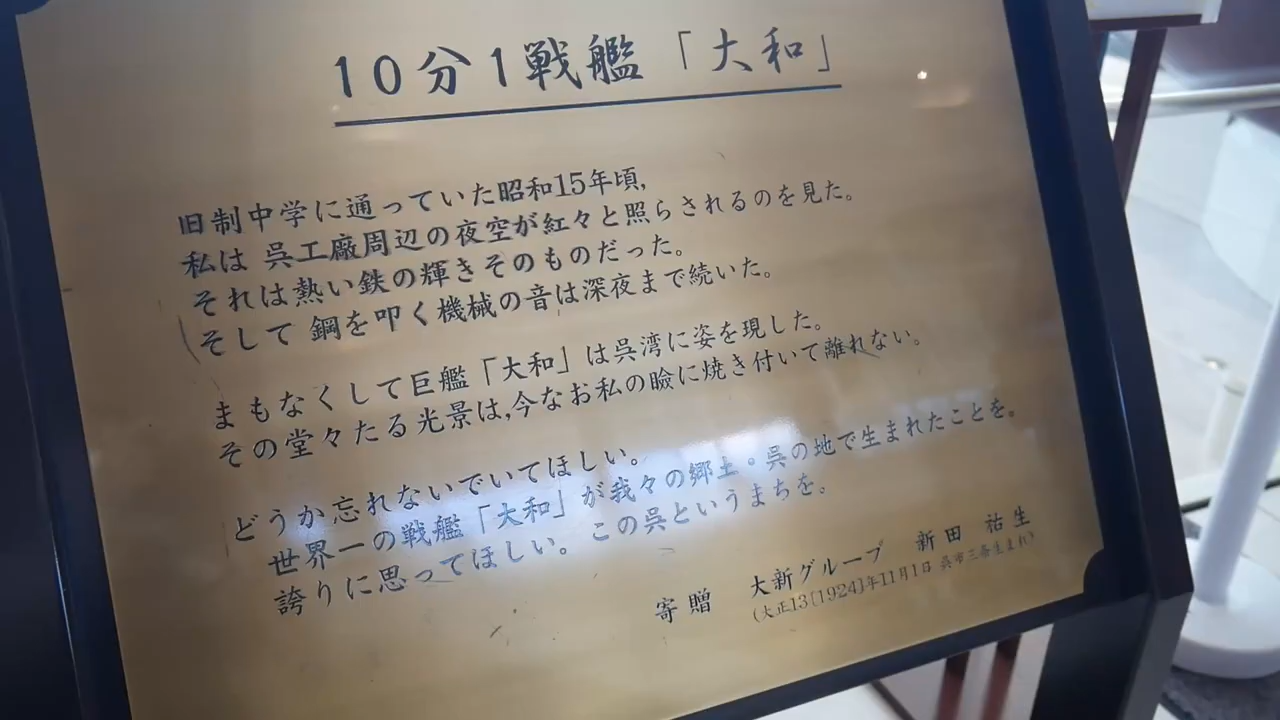 10分1戦艦「大和」
旧制中学に通っていた昭和15年頃,
私は 呉工廠周辺の夜空が紅々と照らされるのを見た。
それは熱い鉄の輝きそのものだった。
そして 鋼を叩く機械の音は深夜まで続いた。
まもなくして巨艦「大和」は呉湾に姿を現した。
その堂々たる光景は,今なお私の瞼に焼き付いて離れない。
どうか忘れないでいてほしい。
世界一の戦艦「大和」が我々の郷土・呉の地で生まれたことを。
誇りに思ってほしい。この呉というまちを。
寄贈 大新グループ 新田 祐生
(大正13[1924]年11月1日 呉市三条生まれ)